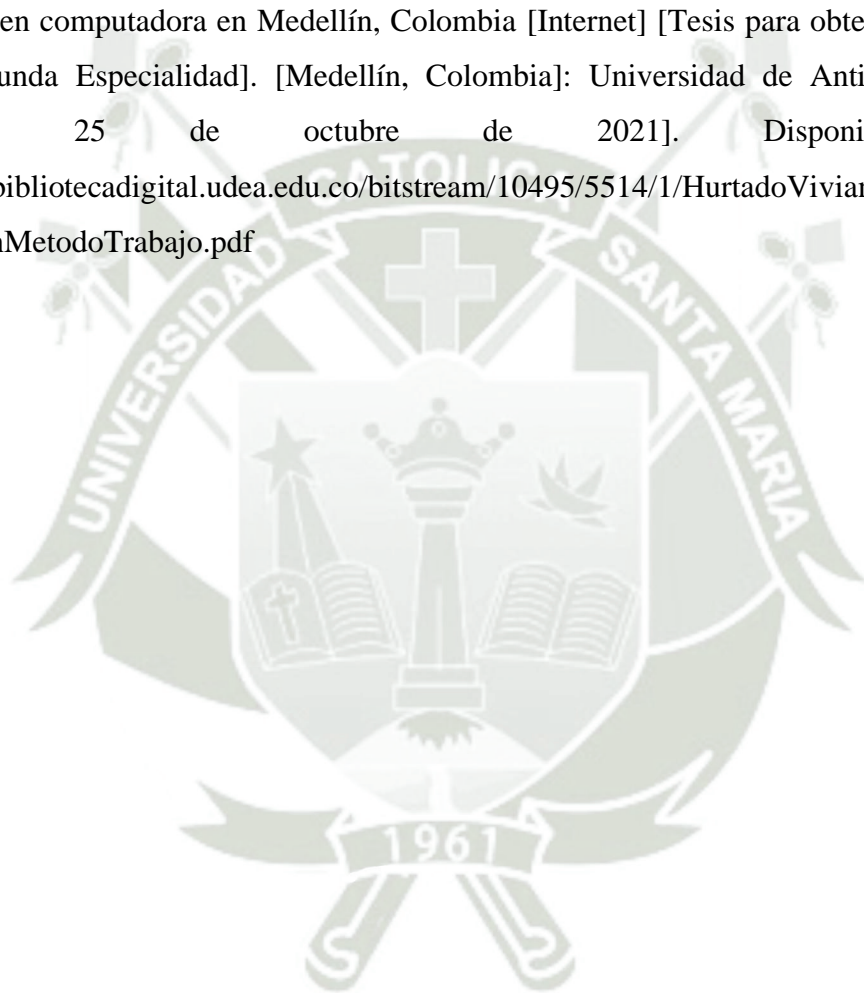 en computadora en Medellín, Colombia [Internet] [Tesis para obte
unda Especialidad]. [Medellín, Colombia]: Universidad de Anti
25 de octubre de 2021]. Disponi
bibliotecadigital.udea.edu.co/bitstream/10495/5514/1/HurtadoVivian
nMetodoTrabajo.pdf
UNIVERSIDAD CATOLICA SANTA MARIA
1961